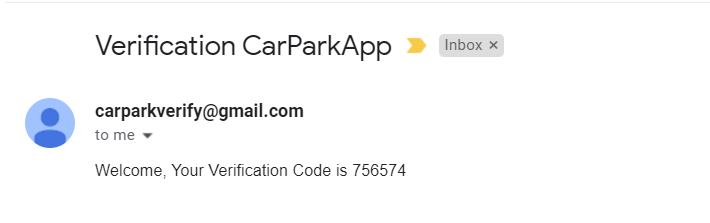 Verification CarParkApp Inbox ×
carparkverify@gmail.com
to me
Welcome, Your Verification Code is 756574